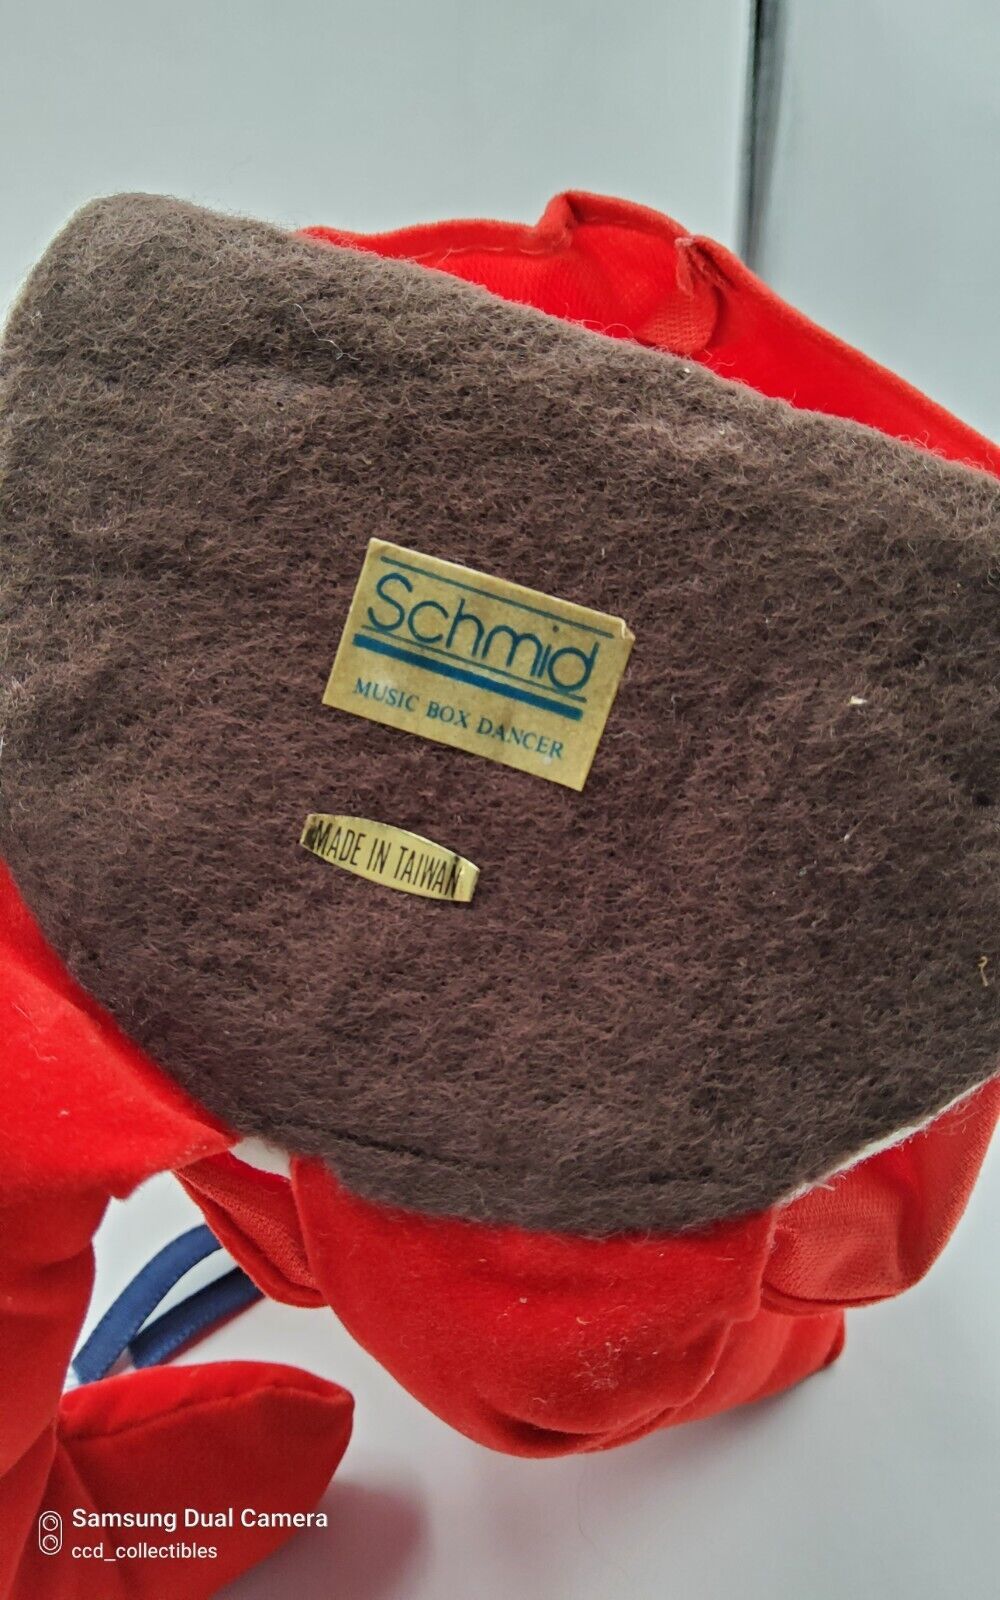 Schmid
MUSIC BOX DANCER
MADE IN TAIWAN
Samsung Dual Camera
ccd_collectibles